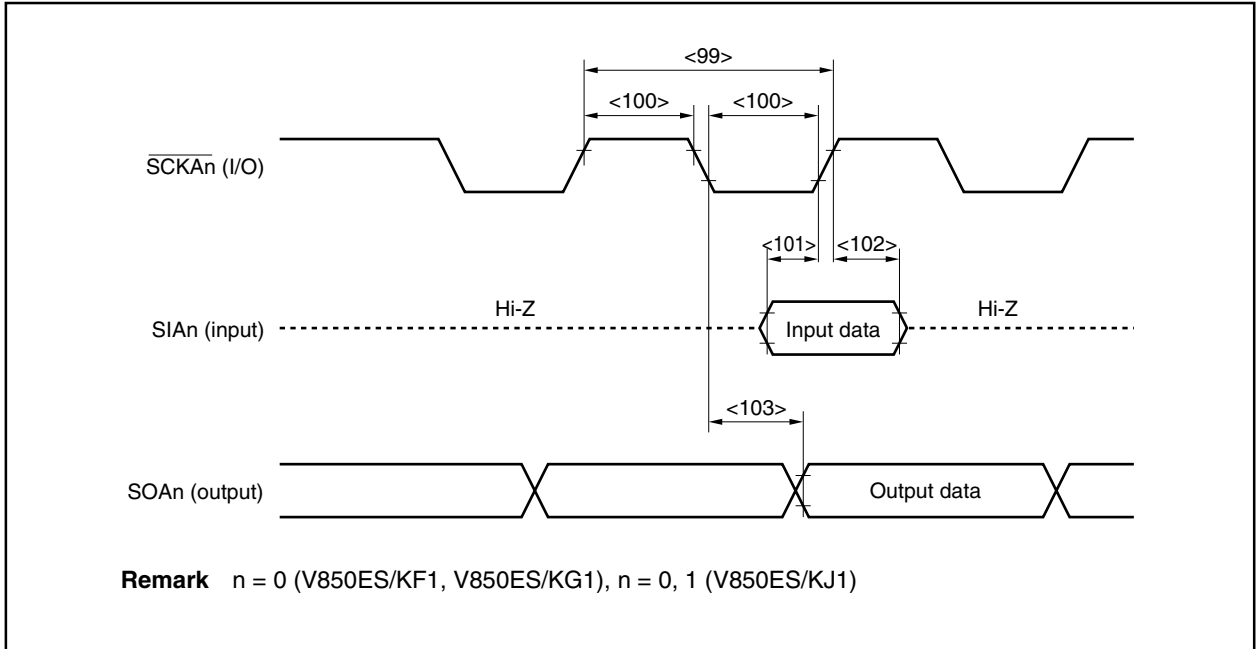 <99>
<100> <100>
SCKAn (I/O)
<101> <102>
Hi-Z Hi-Z
SIAn (input) Input data
<103>
SOAn (output) Output data
Remark n = 0 (V850ES/KF1, V850ES/KG1), n = 0, 1 (V850ES/KJ1)